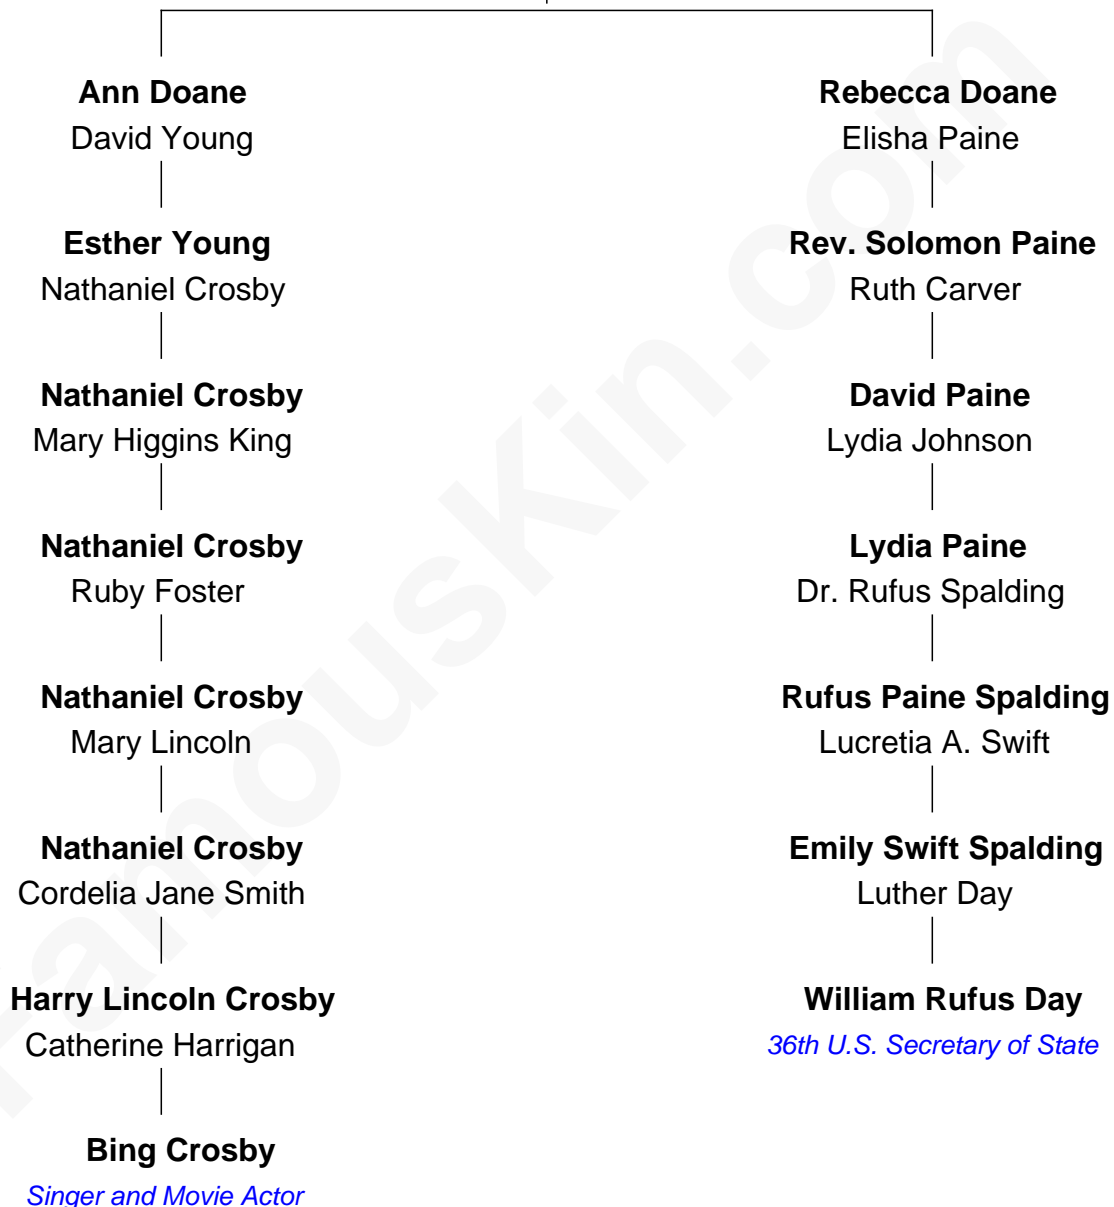 Ann Doane
David Young
Rebecca Doane
Elisha Paine
Esther Young
Nathaniel Crosby
Rev. Solomon Paine
Ruth Carver
Nathaniel Crosby
Mary Higgins King
David Paine
Lydia Johnson
Nathaniel Crosby
Ruby Foster
Lydia Paine
Dr. Rufus Spalding
Nathaniel Crosby
Mary Lincoln
Rufus Paine Spalding
Lucretia A. Swift
Nathaniel Crosby
Cordelia Jane Smith
Emily Swift Spalding
Luther Day
Harry Lincoln Crosby
Catherine Harrigan
William Rufus Day
36th U.S. Secretary of State
Bing Crosby
Singer and Movie Actor
FamousKin.com